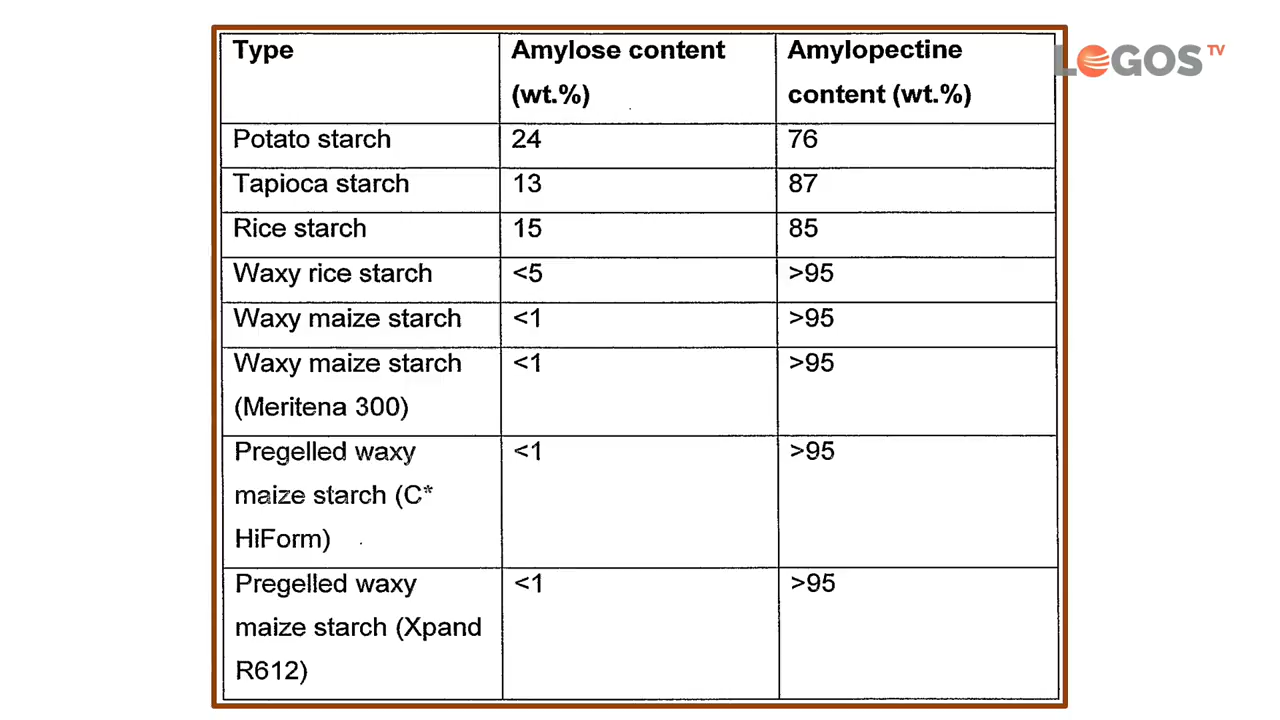 Type Amylose content (wt.%) Amylopectine content (wt.%)
LOGOS TV
Potato starch 24 76
Tapioca starch 13 87
Rice starch 15 85
Waxy rice starch <5 >95
Waxy maize starch <1 >95
Waxy maize starch (Meritena 300) <1 >95
Pregelled waxy maize starch (C* HiForm) <1 >95
Pregelled waxy maize starch (Xpand R612) <1 >95